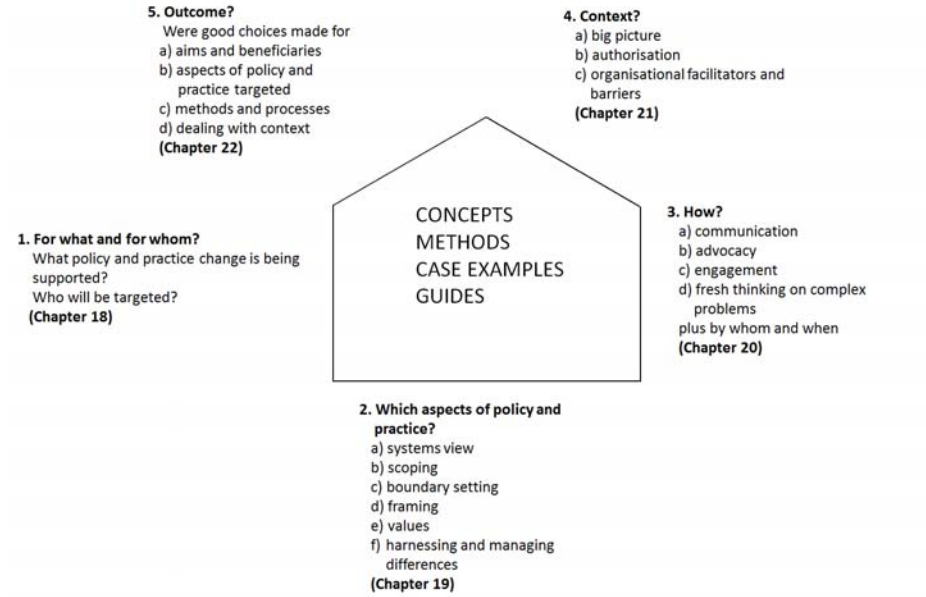 5. Outcome?
Were good choices made for
a) aims and beneficiaries
b) aspects of policy and
practice targeted
c) methods and processes
d) dealing with context
(Chapter 22)
4. Context?
a) big picture
b) authorisation
c) organisational facilitators and
barriers
(Chapter 21)
1. For what and for whom?
What policy and practice change is being
supported?
Who will be targeted?
(Chapter 18)
CONCEPTS
METHODS
CASE EXAMPLES
GUIDES
3. How?
a) communication
b) advocacy
c) engagement
d) fresh thinking on complex
problems
plus by whom and when
(Chapter 20)
2. Which aspects of policy and
practice?
a) systems view
b) scoping
c) boundary setting
d) framing
e) values
f) harnessing and managing
differences
(Chapter 19)